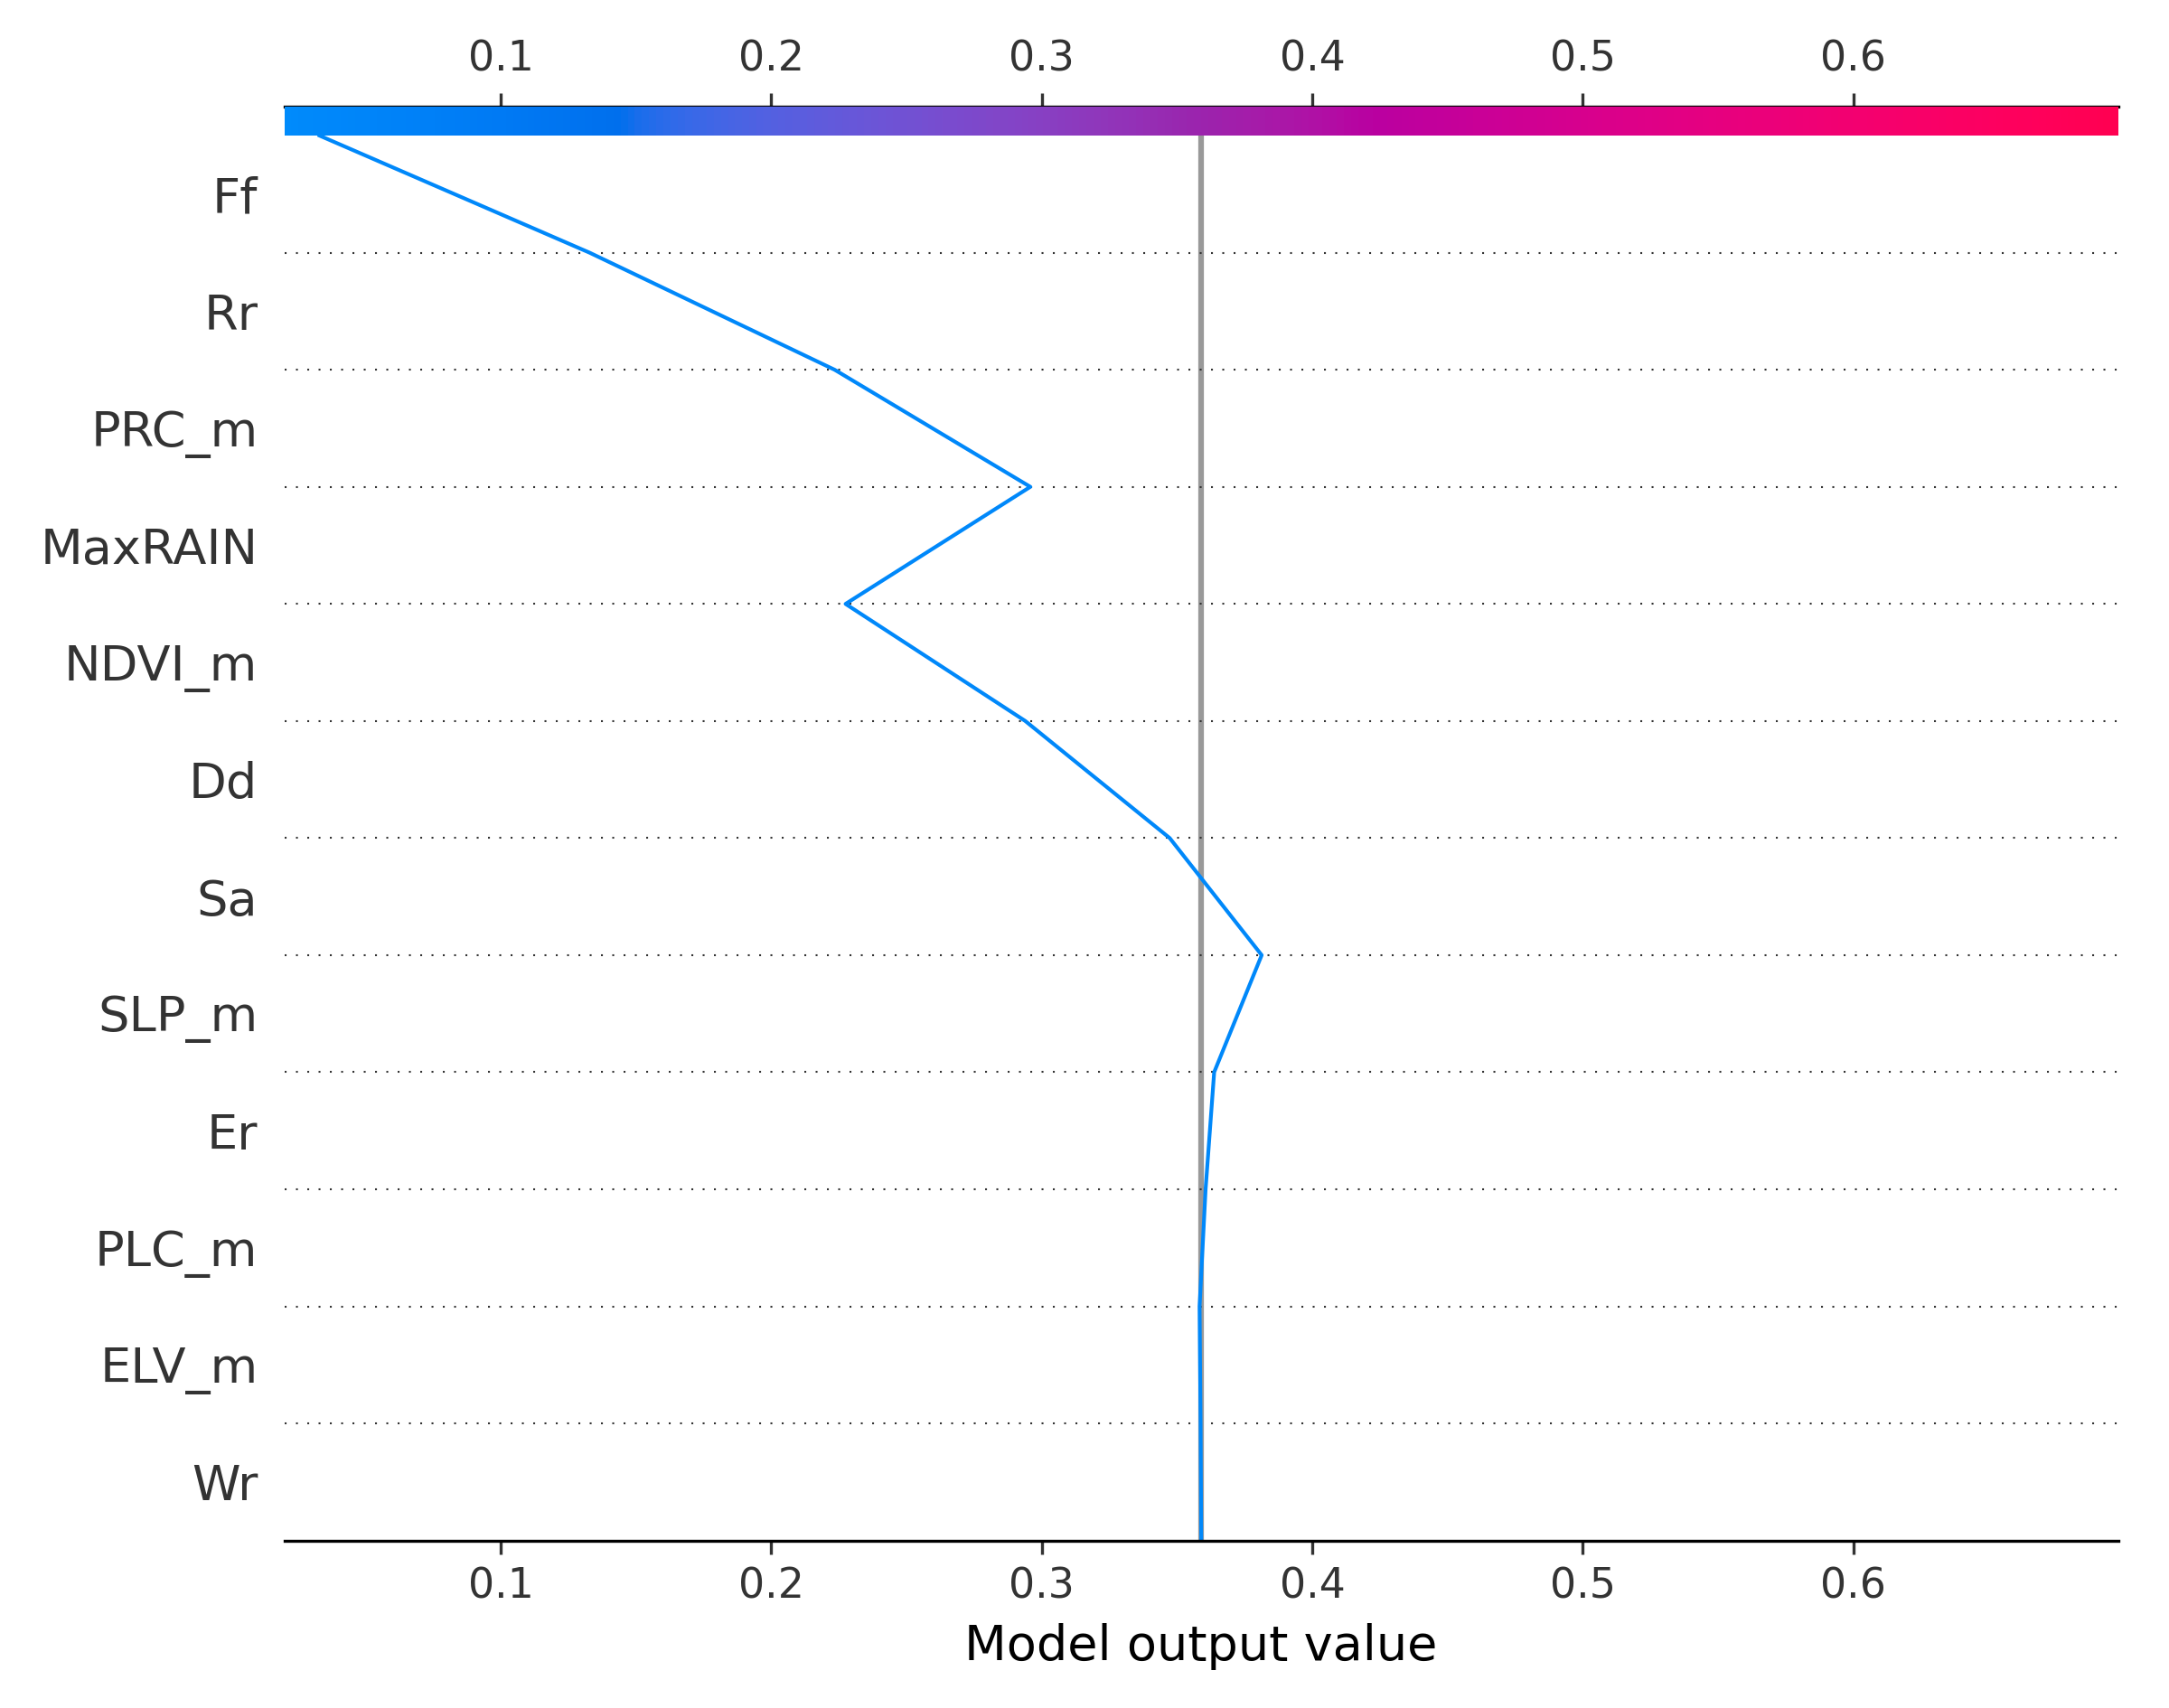 0.1 0.2 0.3 0.4 0.5 0.6
Ff
Rr
PRC_m
MaxRAIN
NDVI_m
Dd
Sa
SLP_m
Er
PLC_m
ELV_m
Wr
0.1 0.2 0.3 0.4 0.5 0.6
Model output value